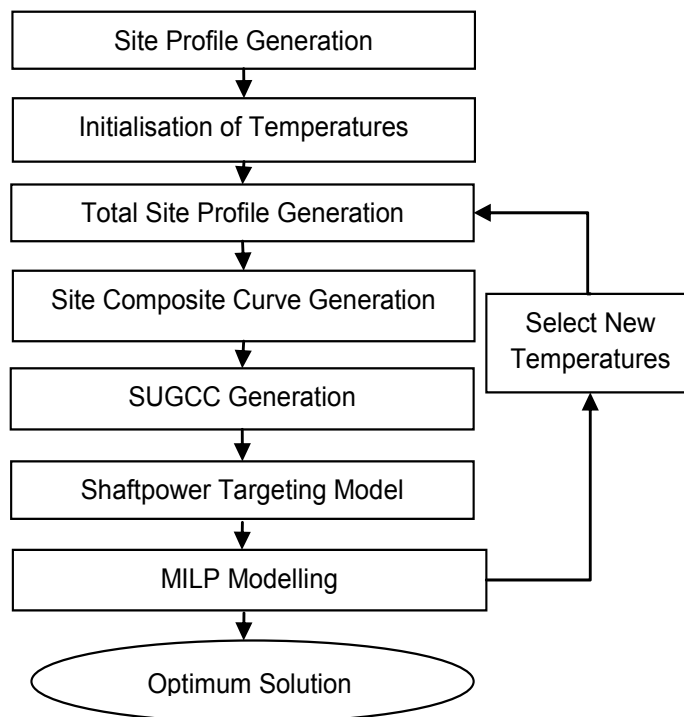 Site Profile Generation
Initialisation of Temperatures
Total Site Profile Generation
Site Composite Curve Generation
Select New
Temperatures
SUGCC Generation
Shaftpower Targeting Model
MILP Modelling
Optimum Solution